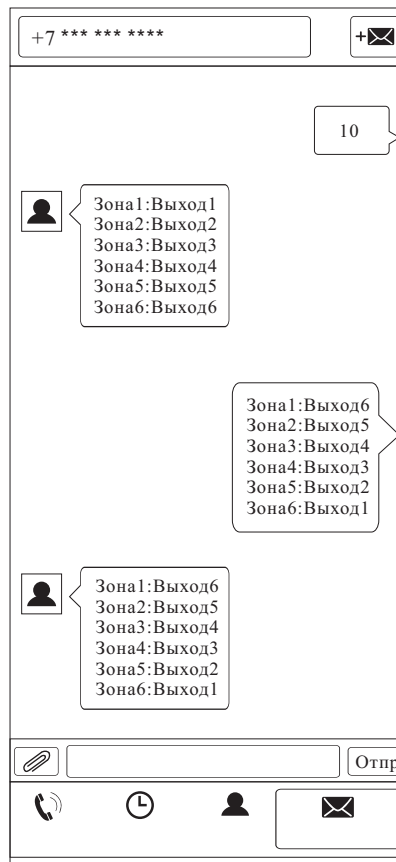 +7 *** *** ****
+
10
Зона1:Выход1
Зона2:Выход2
Зона3:Выход3
Зона4:Выход4
Зона5:Выход5
Зона6:Выход6
Зона1:Выход6
Зона2:Выход5
Зона3:Выход4
Зона4:Выход3
Зона5:Выход2
Зона6:Выход1
Зона1:Выход6
Зона2:Выход5
Зона3:Выход4
Зона4:Выход3
Зона5:Выход2
Зона6:Выход1
Отпр